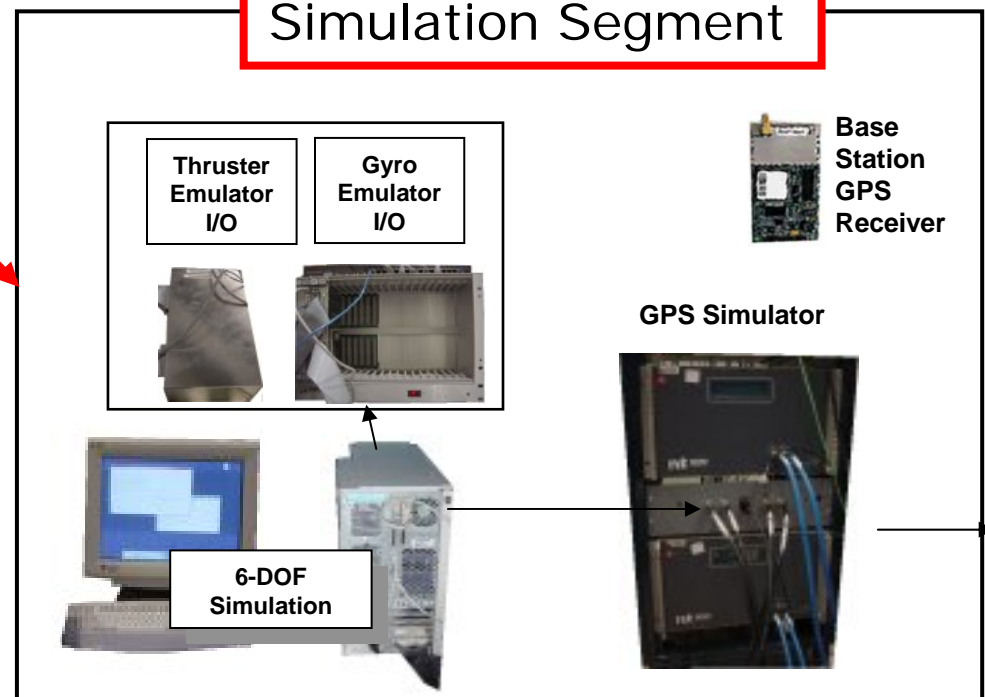 Simulation Segment
Thruster
Emulator
I/O
Gyro
Emulator
I/O
Base
Station
GPS
Receiver
GPS Simulator
6-DOF
Simulation